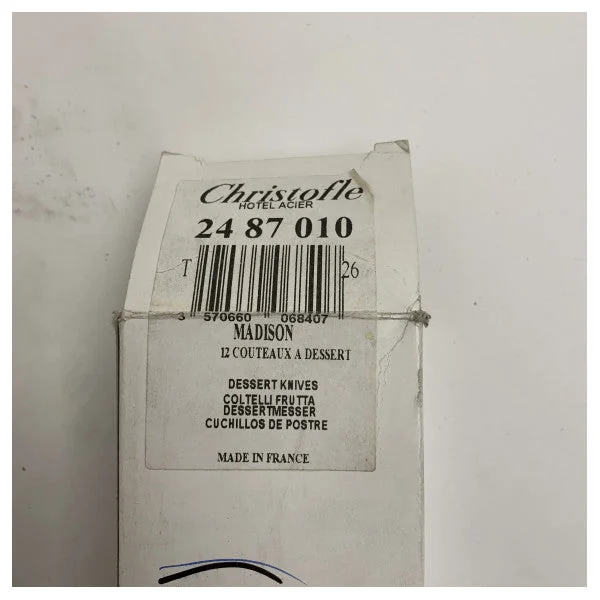 Christofle
HOTEL ACIER
24 87 010
T 26
3 570660 068407
MADISON
12 COUTEAUX A DESSERT
DESSERT KNIVES
COLTELLI FRUTTA
DESSERTMESSER
CUCHILLOS DE POSTRE
MADE IN FRANCE